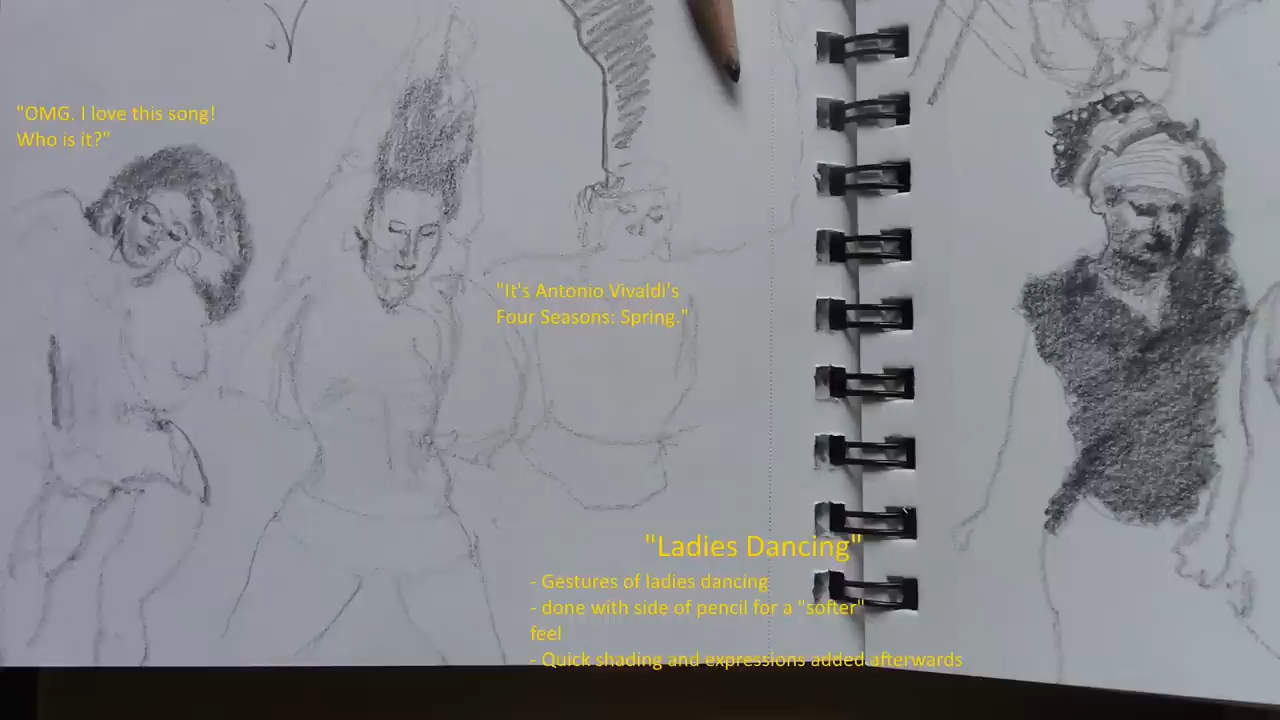 "OMG. I love this song!
Who is it?"
"It's Antonio Vivaldi's
Four Seasons: Spring."
"Ladies Dancing"
- Gestures of ladies dancing
- done with side of pencil for a "softer"
feel
- Quick shading and expressions added afterwards